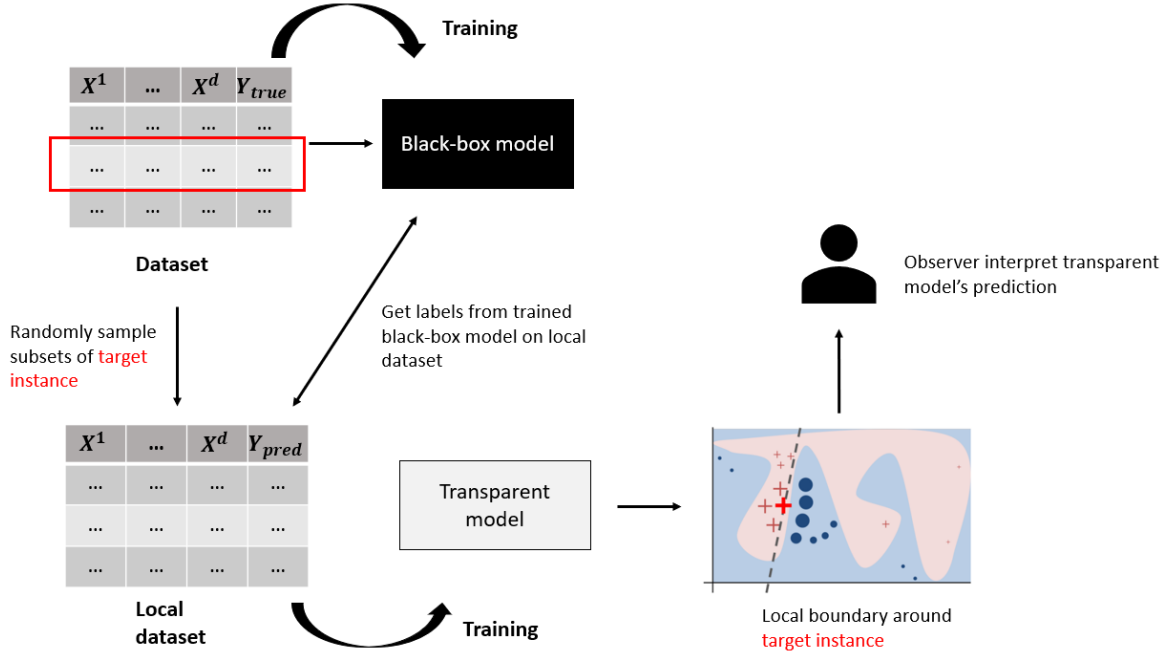 Training
X¹ ... Xᵈ Y_true
... ... ... ...
... ... ... ...
... ... ... ...
Black-box model
Dataset
Observer interpret transparent
model's prediction
Get labels from trained
black-box model on local
dataset
Randomly sample
subsets of target
instance
X¹ ... Xᵈ Y_pred
... ... ... ...
... ... ... ...
... ... ... ...
Transparent
model
Local
dataset
Training
Local boundary around
target instance